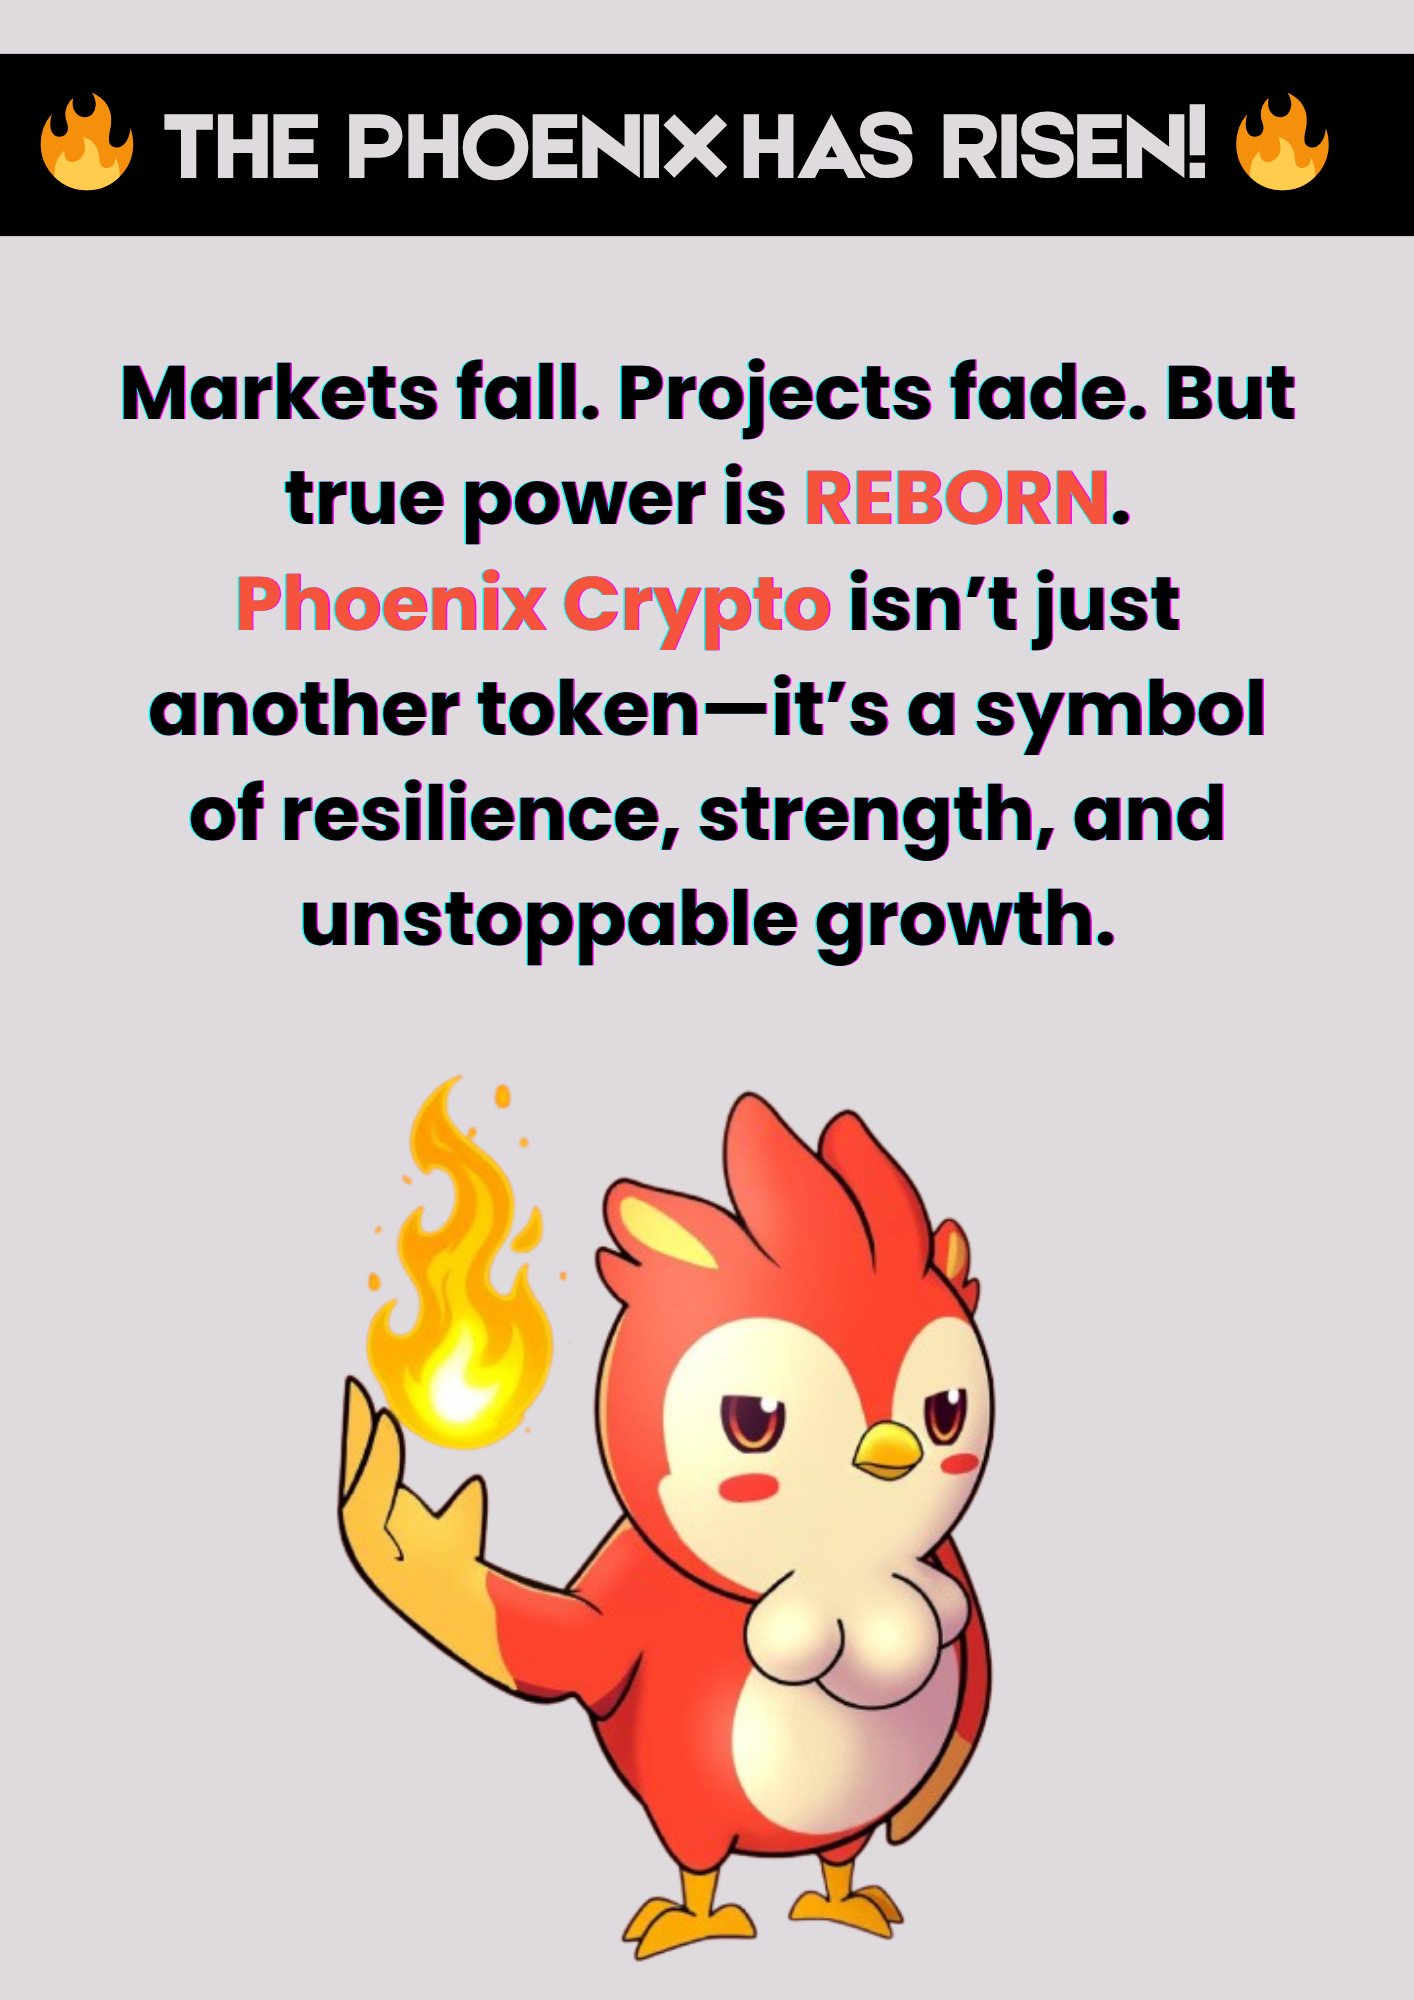 🔥 THE PHOENIX HAS RISEN! 🔥
Markets fall. Projects fade. But
true power is REBORN.
Phoenix Crypto isn’t just
another token—it’s a symbol
of resilience, strength, and
unstoppable growth.